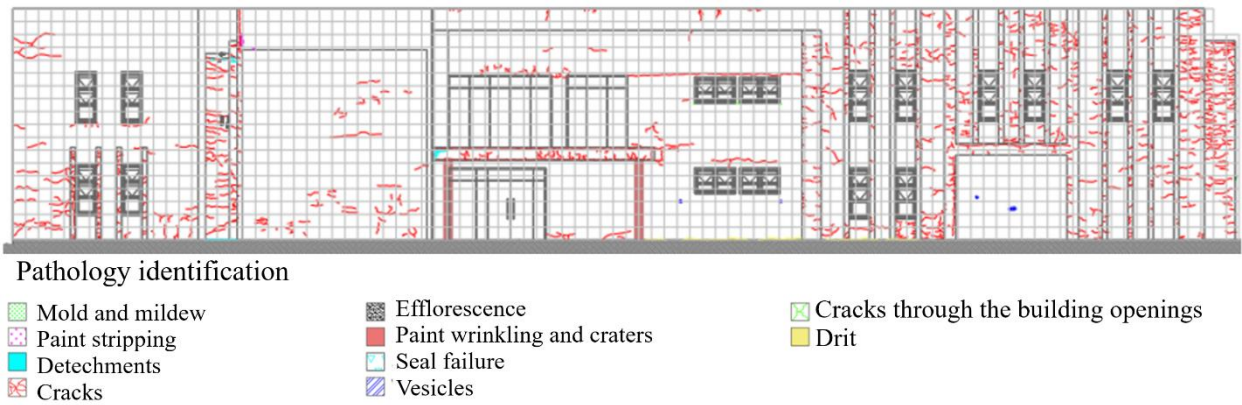 Pathology identification
Mold and mildew
Paint stripping
Detechments
Cracks
Efflorescence
Paint wrinkling and craters
Seal failure
Vesicles
Cracks through the building openings
Drit